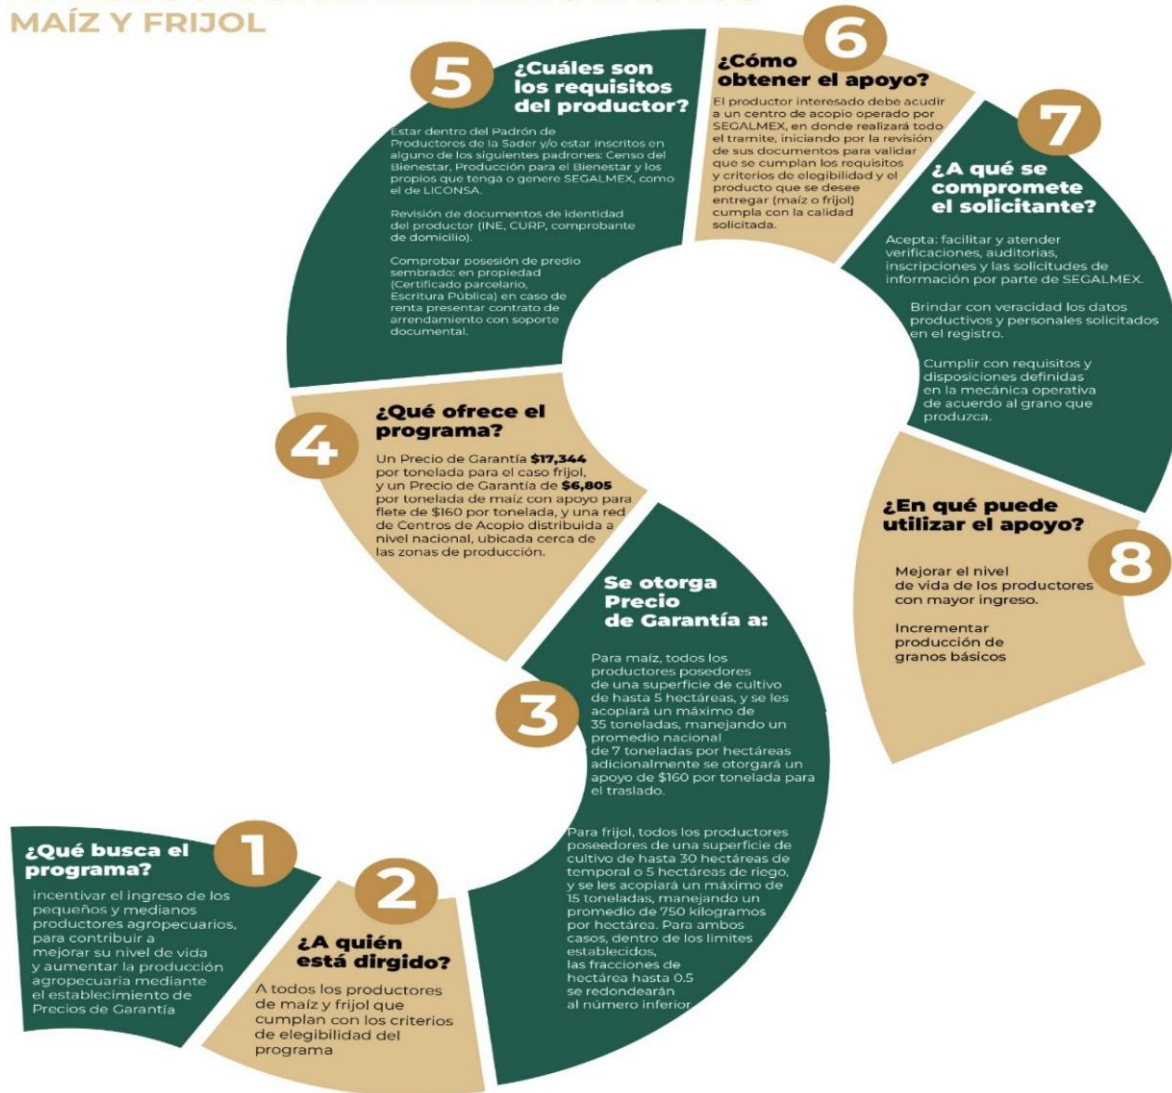 MAÍZ Y FRIJOL
1
¿Qué busca el
programa?
incentivar el ingreso de los
pequeños y medianos
productores agropecuarios,
para contribuir a
mejorar su nivel de vida
y aumentar la producción
agropecuaria mediante
el establecimiento de
Precios de Garantía
2
¿A quién
está dirgido?
A todos los productores
de maíz y frijol que
cumplan con los criterios
de elegibilidad del
programa
3
Se otorga
Precio
de Garantía a:
Para maíz, todos los
productores posedores
de una superficie de cultivo
de hasta 5 hectáreas, y se les
acopiará un máximo de
35 toneladas, manejando un
promedio nacional
de 7 toneladas por hectáreas
adicionalmente se otorgará un
apoyo de $160 por tonelada para
el traslado.
Para frijol, todos los productores
poseedores de una superficie de
cultivo de hasta 30 hectáreas de
temporal o 5 hectáreas de riego,
y se les acopiará un máximo de
15 toneladas, manejando un
promedio de 750 kilogramos
por hectárea. Para ambos
casos, dentro de los límites
establecidos,
las fracciones de
hectárea hasta 0.5
se redondearán
al número inferior
4
¿Qué ofrece el
programa?
Un Precio de Garantía $17,344
por tonelada para el caso frijol,
y un Precio de Garantía de $6,805
por tonelada de maíz con apoyo para
flete de $160 por tonelada, y una red
de Centros de Acopio distribuida a
nivel nacional, ubicada cerca de
las zonas de producción.
5
¿Cuáles son
los requisitos
del productor?
Estar dentro del Padrón de
Productores de la Sader y/o estar inscritos en
alguno de los siguientes padrones: Censo del
Bienestar, Producción para el Bienestar y los
propios que tenga o genere SEGALMEX, como
el de LICONSA.
Revisión de documentos de identidad
del productor (INE, CURP, comprobante
de domicilio).
Comprobar posesión de predio
sembrado: en propiedad
(Certificado parcelario,
Escritura Pública) en caso de
renta presentar contrato de
arrendamiento con soporte
documental.
6
¿Cómo
obtener el apoyo?
El productor interesado debe acudir
a un centro de acopio operado por
SEGALMEX, en donde realizará todo
el tramite, iniciando por la revisión
de sus documentos para validar
que se cumplan los requisitos
y criterios de elegibilidad y el
producto que se desee
entregar (maíz o frijol)
cumpla con la calidad
solicitada.
7
¿A qué se
compromete
el solicitante?
Acepta: facilitar y atender
verificaciones, auditorias,
inscripciones y las solicitudes de
información por parte de SEGALMEX.
Brindar con veracidad los datos
productivos y personales solicitados
en el registro.
Cumplir con requisitos y
disposiciones definidas
en la mecánica operativa
de acuerdo al grano que
produzca.
8
¿En qué puede
utilizar el apoyo?
Mejorar el nivel
de vida de los productores
con mayor ingreso.
Incrementar
producción de
granos básicos